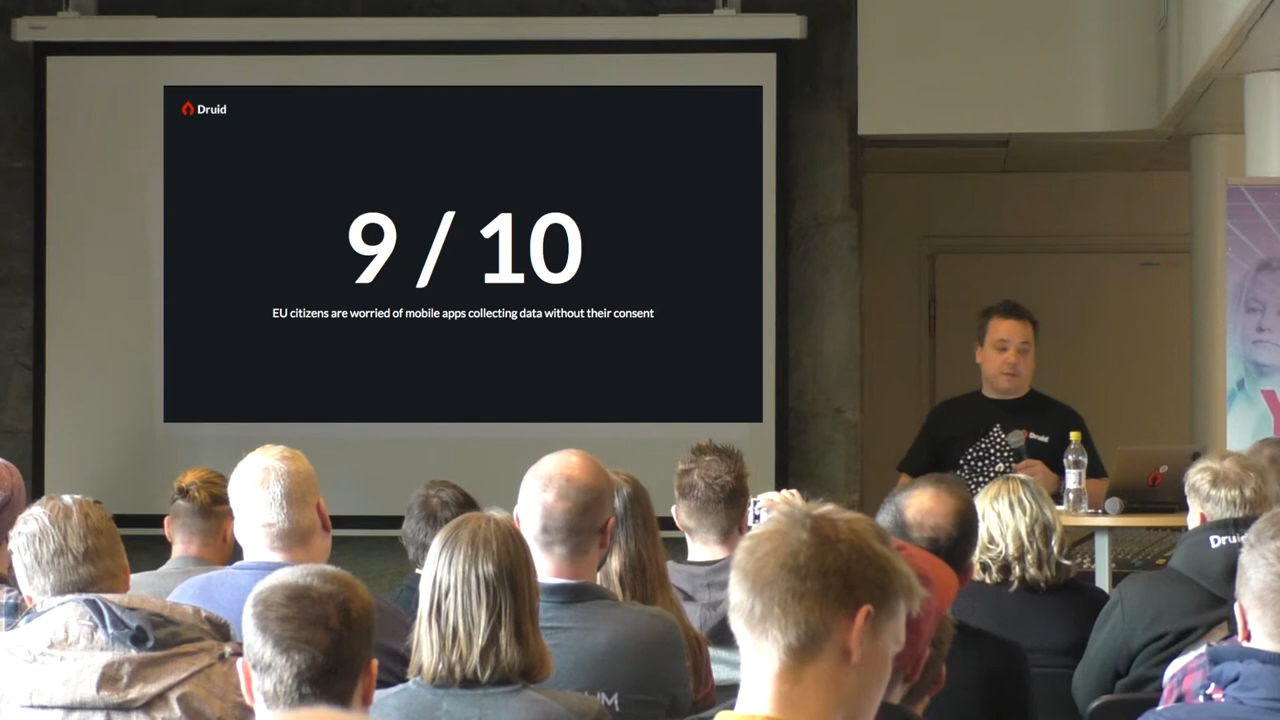 Druid
9 / 10
EU citizens are worried of mobile apps collecting data without their consent
Druid
Druid